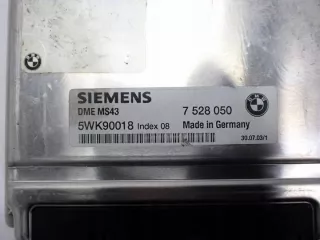 SIEMENS
DME MS43 7 528 050
5WK90018 Index 08 Made in Germany
30.07.03/1